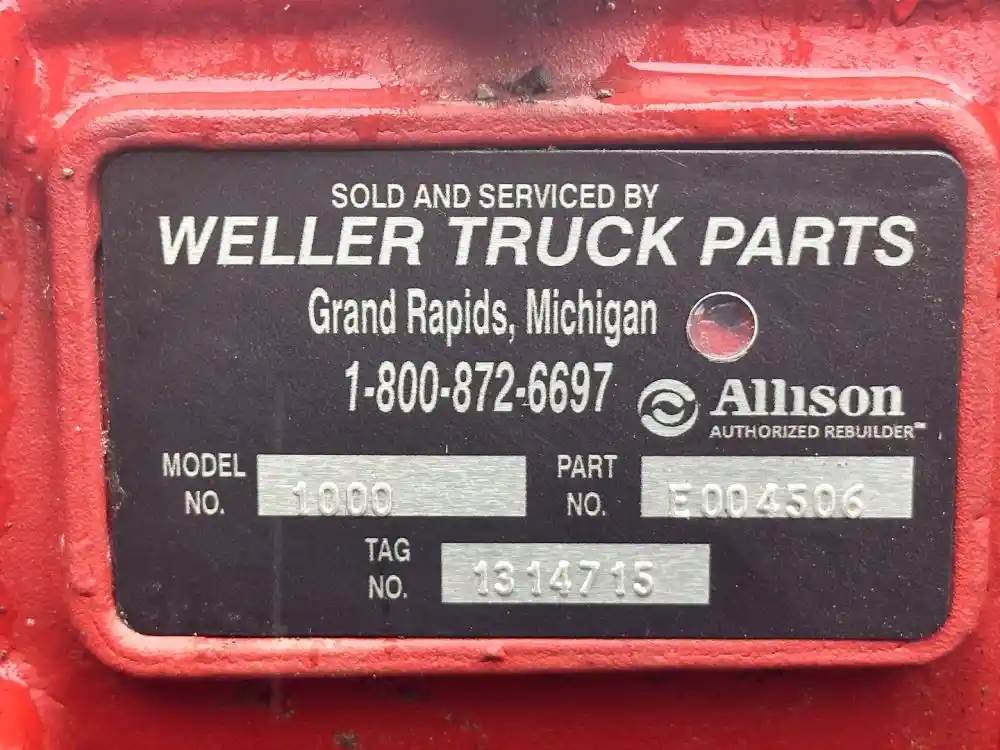 SOLD AND SERVICED BY
WELLER TRUCK PARTS
Grand Rapids, Michigan
1-800-872-6697
Allison
AUTHORIZED REBUILDER℠
MODEL NO. 1000
PART NO. E004506
TAG NO. 1314715